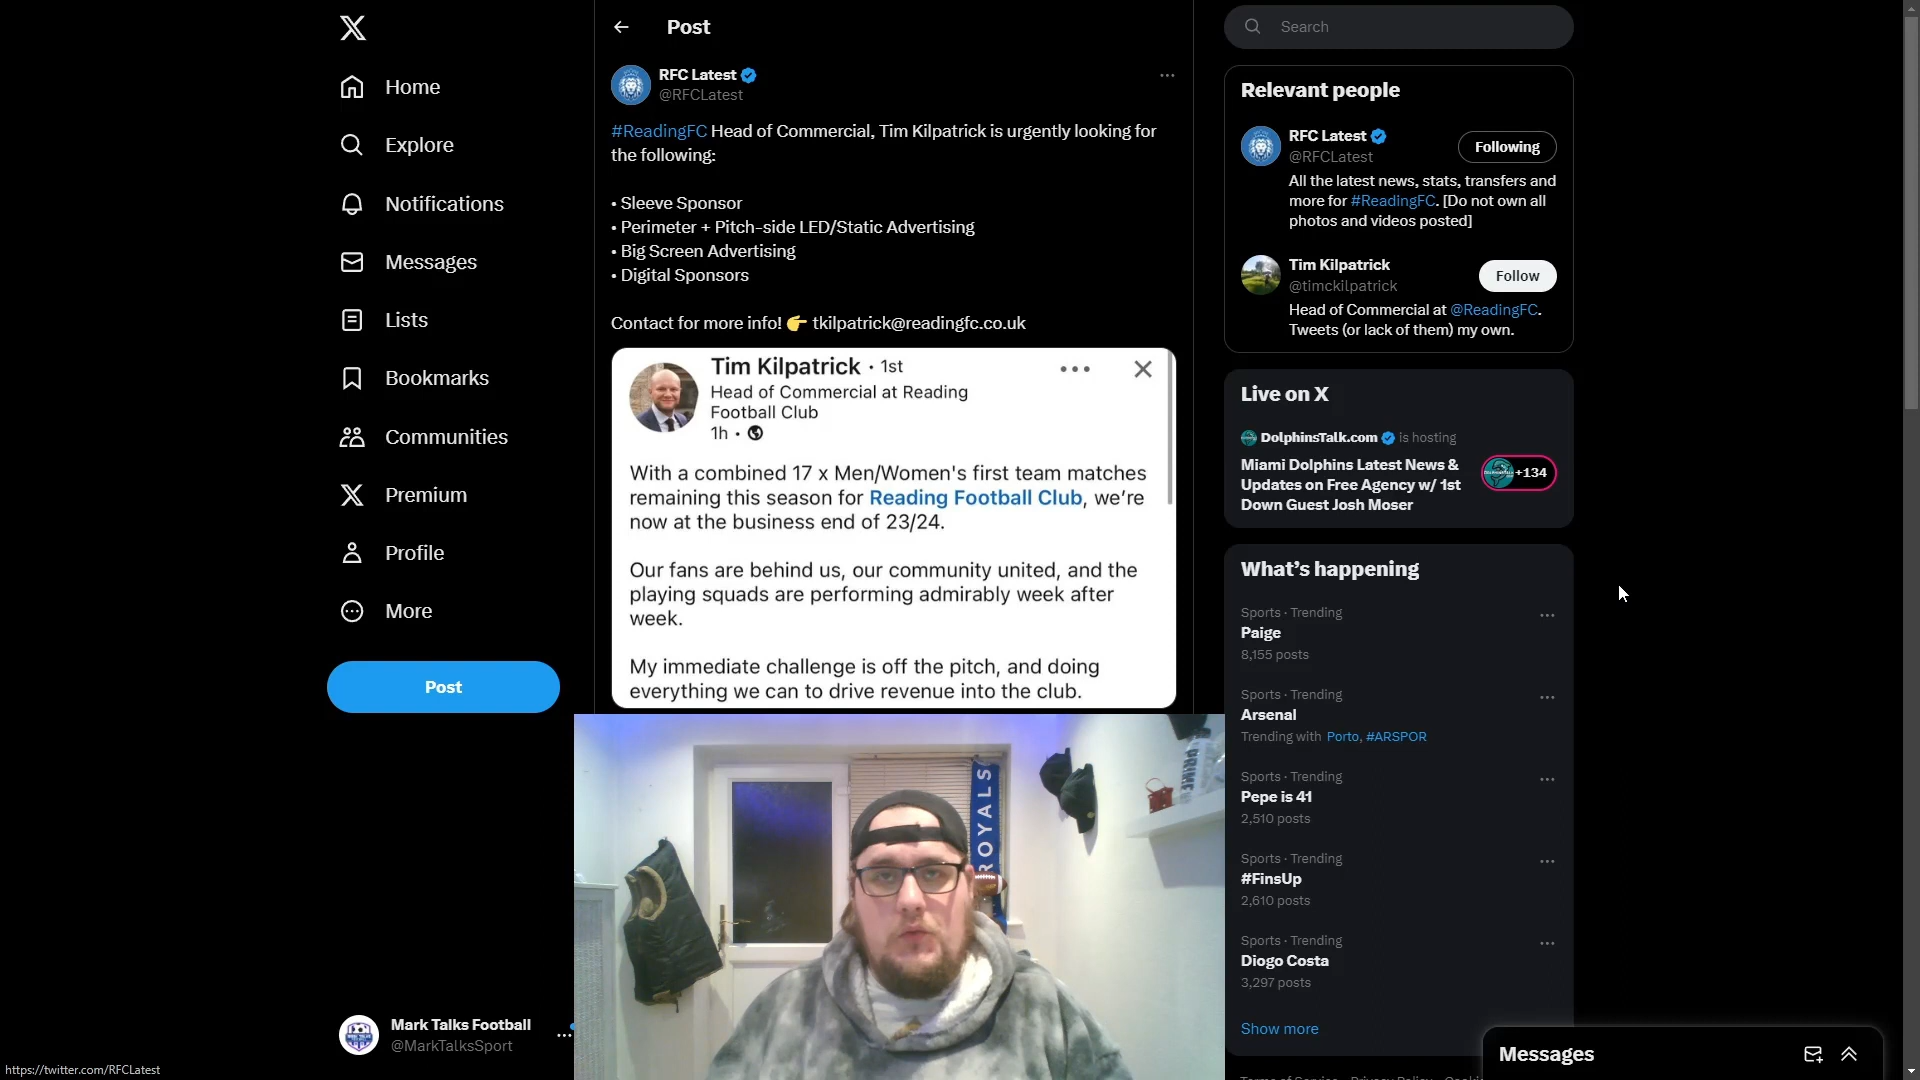 Home
Explore
Notifications
Messages
Lists
Bookmarks
Communities
Premium
Profile
More
Post
Mark Talks Football
@MarkTalksSport
https://twitter.com/RFCLatest
Post
RFC Latest
@RFCLatest
#ReadingFC Head of Commercial, Tim Kilpatrick is urgently looking for
the following:
• Sleeve Sponsor
• Perimeter + Pitch-side LED/Static Advertising
• Big Screen Advertising
• Digital Sponsors
Contact for more info! 👉 tkilpatrick@readingfc.co.uk
Tim Kilpatrick • 1st
Head of Commercial at Reading
Football Club
1h •
With a combined 17 x Men/Women's first team matches
remaining this season for Reading Football Club, we're
now at the business end of 23/24.
Our fans are behind us, our community united, and the
playing squads are performing admirably week after
week.
My immediate challenge is off the pitch, and doing
everything we can to drive revenue into the club.
ROYALS
Search
Relevant people
RFC Latest
@RFCLatest
Following
All the latest news, stats, transfers and
more for #ReadingFC. [Do not own all
photos and videos posted]
Tim Kilpatrick
@timckilpatrick
Follow
Head of Commercial at @ReadingFC.
Tweets (or lack of them) my own.
Live on X
DolphinsTalk.com is hosting
Miami Dolphins Latest News &
Updates on Free Agency w/ 1st
Down Guest Josh Moser
+134
What's happening
Sports · Trending
Paige
8,155 posts
Sports · Trending
Arsenal
Trending with Porto, #ARSPOR
Sports · Trending
Pepe is 41
2,510 posts
Sports · Trending
#FinsUp
2,610 posts
Sports · Trending
Diogo Costa
3,297 posts
Show more
Messages